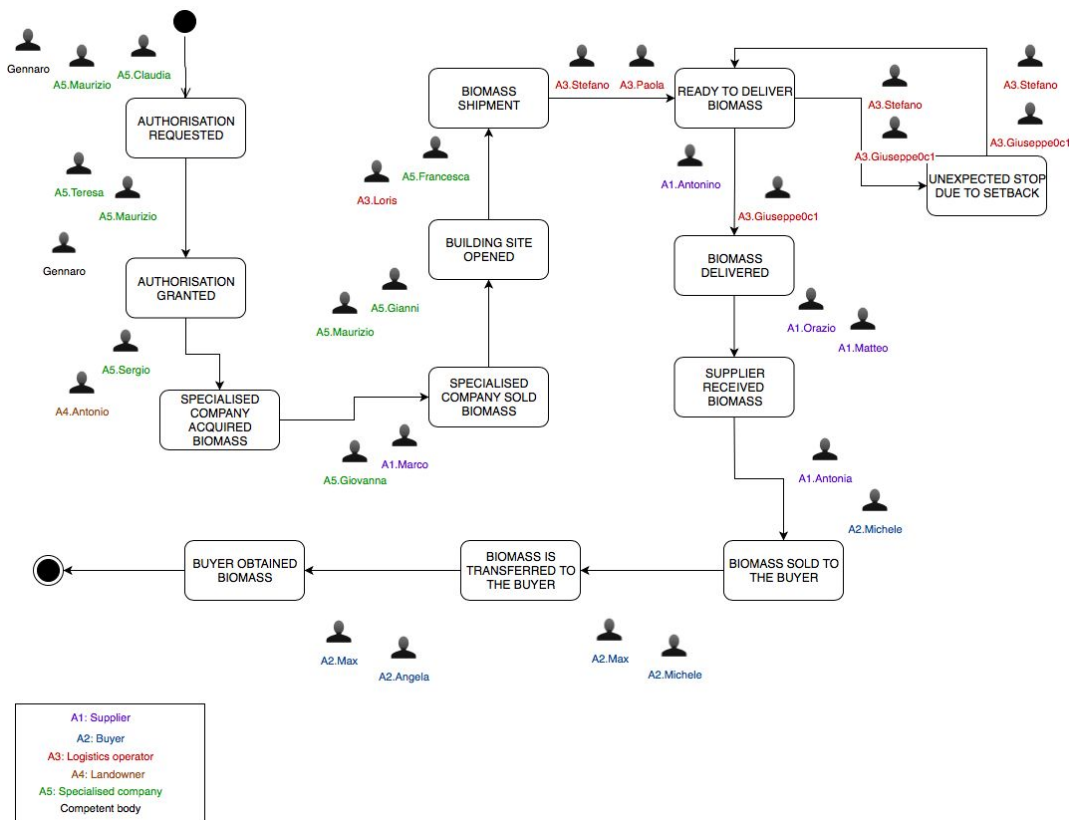 Gennaro
A5.Maurizio
A5.Claudia
AUTHORISATION
REQUESTED
A5.Teresa
A5.Maurizio
Gennaro
AUTHORISATION
GRANTED
A5.Sergio
A4.Antonio
SPECIALISED
COMPANY
ACQUIRED
BIOMASS
A5.Giovanna
A1.Marco
SPECIALISED
COMPANY SOLD
BIOMASS
A5.Maurizio
A5.Gianni
BUILDING SITE
OPENED
A3.Loris
A5.Francesca
BIOMASS
SHIPMENT
A3.Stefano
A3.Paola
READY TO DELIVER
BIOMASS
A3.Stefano
A3.Giuseppe0c1
UNEXPECTED STOP
DUE TO SETBACK
A3.Stefano
A3.Giuseppe0c1
A1.Antonino
A3.Giuseppe0c1
BIOMASS
DELIVERED
A1.Orazio
A1.Matteo
SUPPLIER
RECEIVED
BIOMASS
A1.Antonia
A2.Michele
BIOMASS SOLD TO
THE BUYER
A2.Max
A2.Michele
BIOMASS IS
TRANSFERRED TO
THE BUYER
A2.Max
A2.Angela
BUYER OBTAINED
BIOMASS
A1: Supplier
A2: Buyer
A3: Logistics operator
A4: Landowner
A5: Specialised company
Competent body